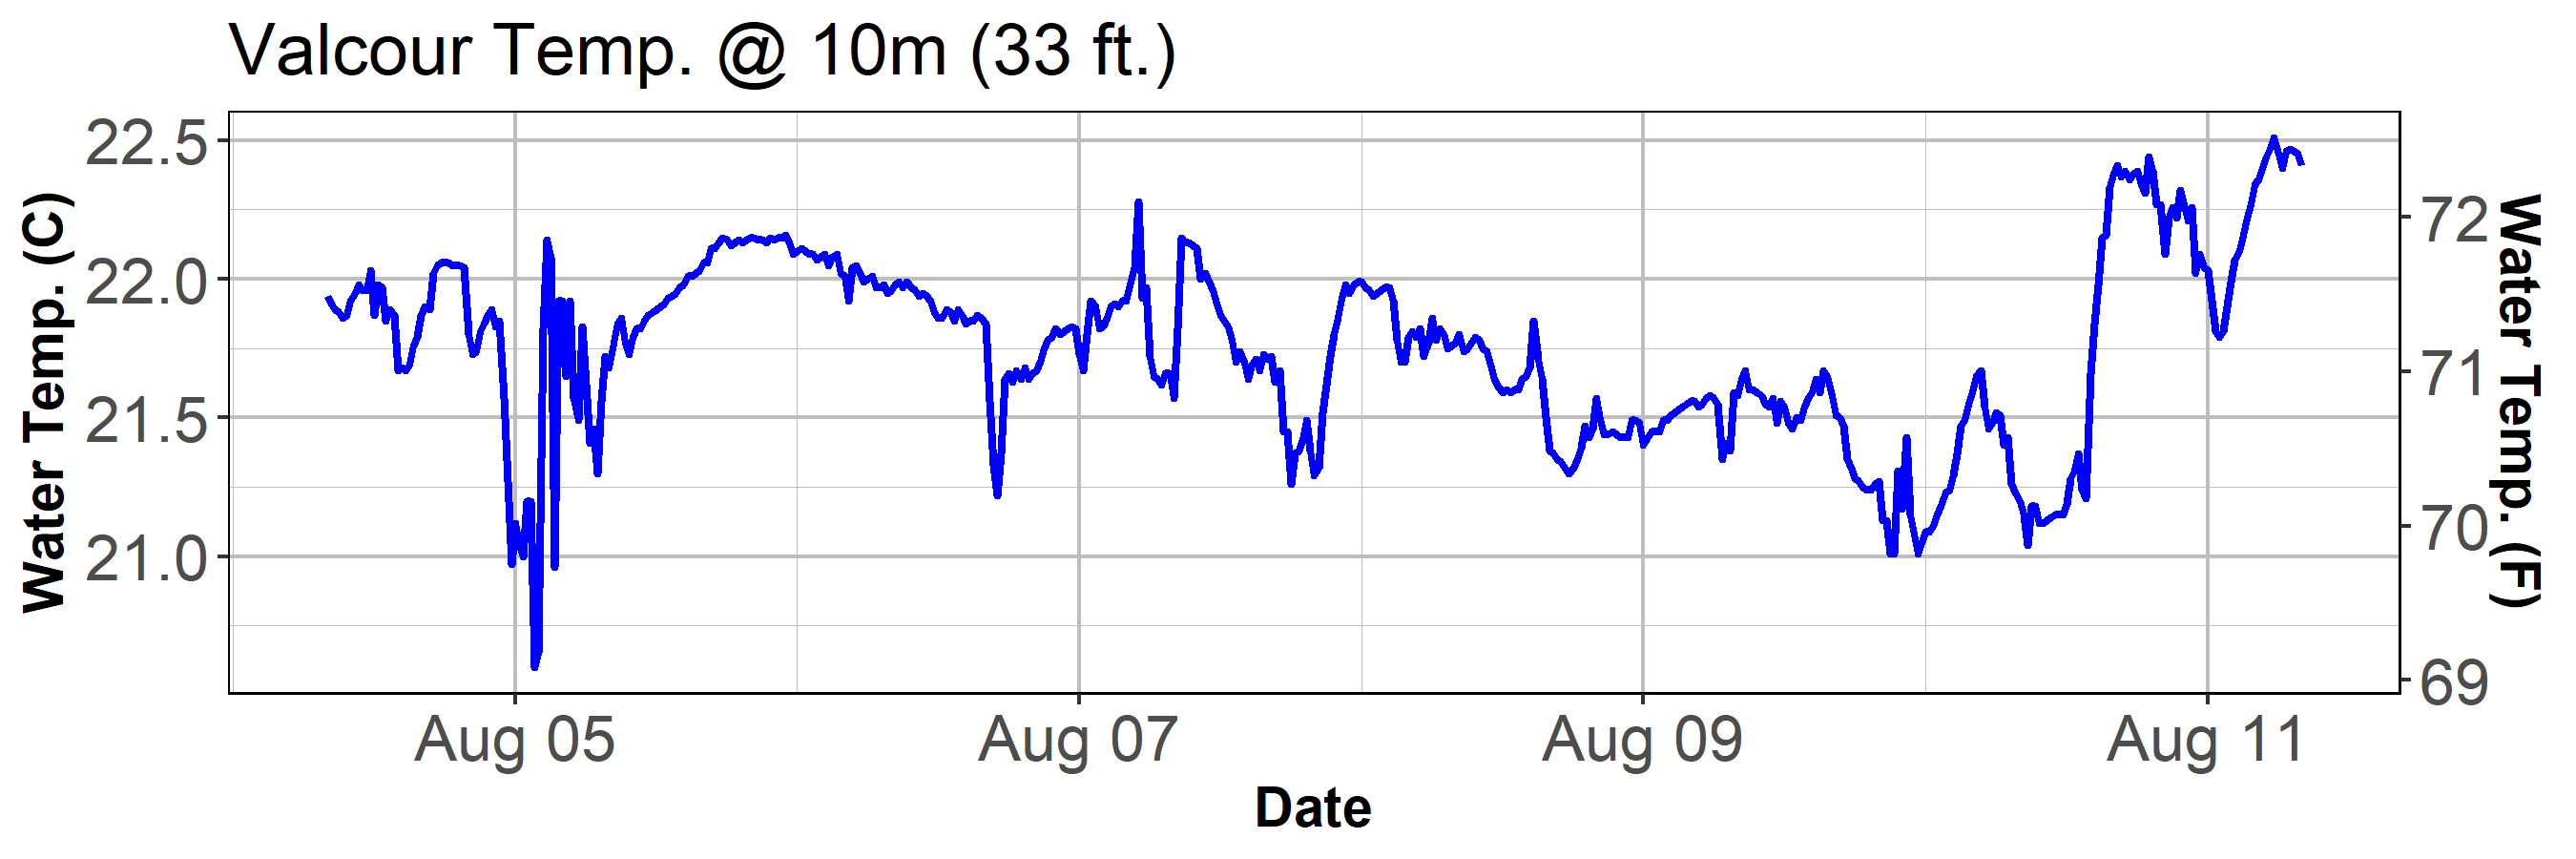 Valcour Temp. @ 10m (33 ft.)
Water Temp. (C)
22.5
22.0
21.5
21.0
72
71
70
69
Water Temp. (F)
Aug 05 Aug 07 Aug 09 Aug 11
Date